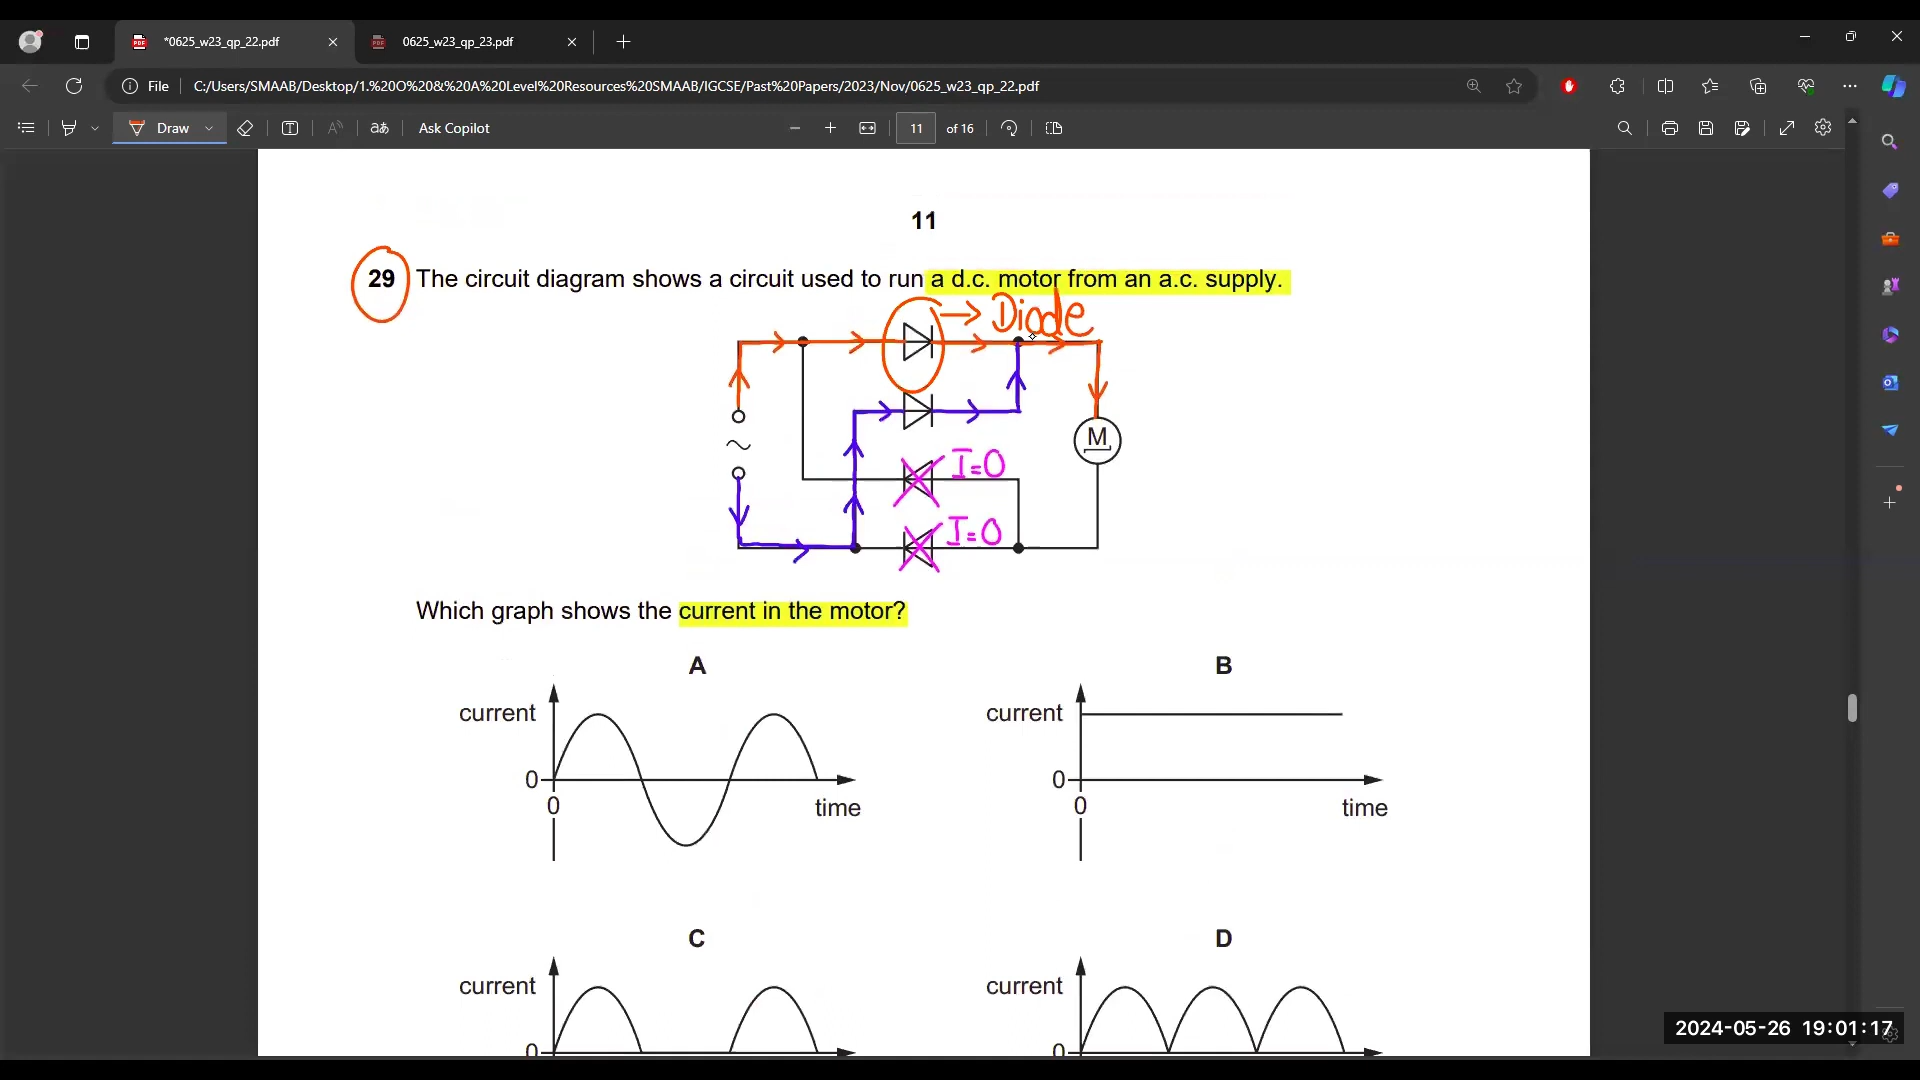 *0625_w23_qp_22.pdf
0625_w23_qp_23.pdf
File
C:/Users/SMAAB/Desktop/1.%20O%20&%20A%20Level%20Resources%20SMAAB/IGCSE/Past%20Papers/2023/Nov/0625_w23_qp_22.pdf
Draw
Ask Copilot
11 of 16
11
29 The circuit diagram shows a circuit used to run a d.c. motor from an a.c. supply.
Diode
M
I=0
I=0
Which graph shows the current in the motor?
A B
current current
0 0
0 time 0 time
C D
current current
0 0
2024-05-26 19:01:17